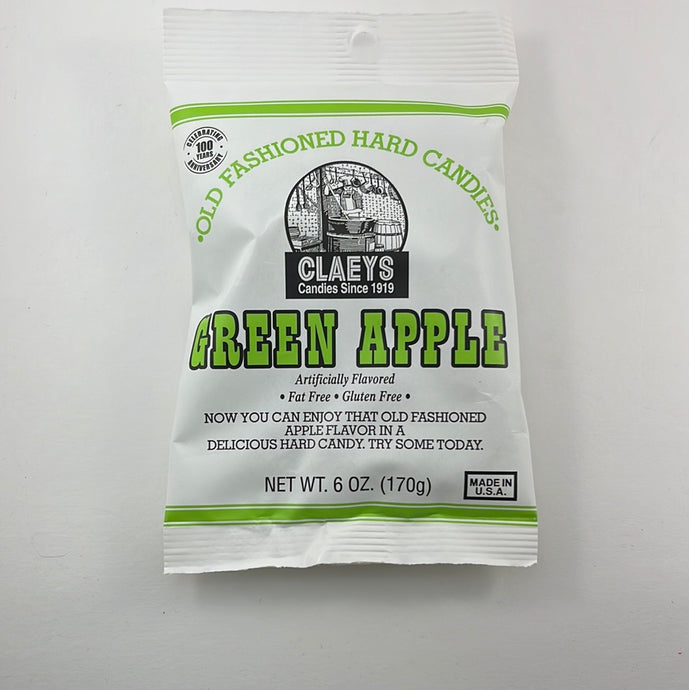 CELEBRATING
100
YEARS
ANNIVERSARY
•OLD FASHIONED HARD CANDIES•
CLAEYS
Candies Since 1919
GREEN APPLE
Artificially Flavored
• Fat Free • Gluten Free •
NOW YOU CAN ENJOY THAT OLD FASHIONED
APPLE FLAVOR IN A
DELICIOUS HARD CANDY. TRY SOME TODAY.
NET WT. 6 OZ. (170g)
MADE IN
U.S.A.